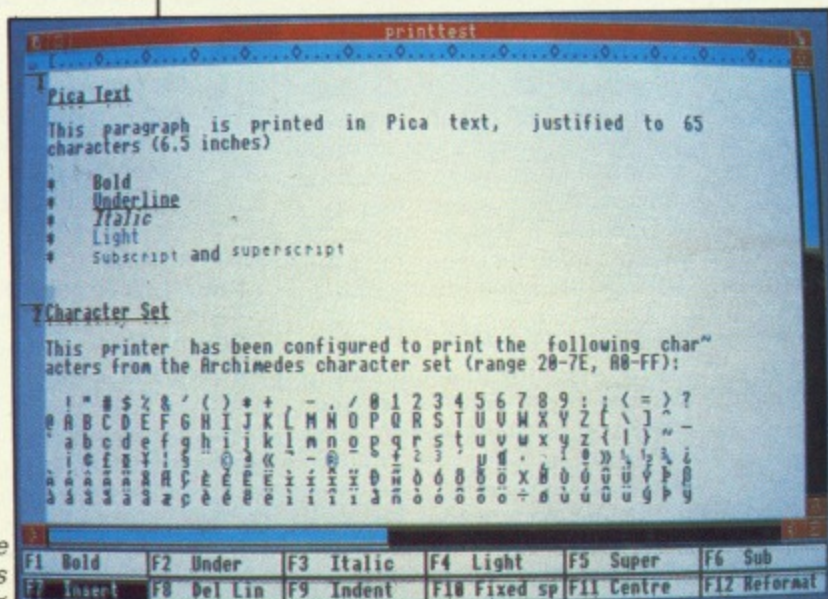 printtest
1
Pica Text
This paragraph is printed in Pica text, justified to 65
characters (6.5 inches)
* Bold
* Underline
* Italic
* Light
* Subscript and superscript
2 Character Set
This printer has been configured to print the following char~
acters from the Archimedes character set (range 20-7E, A0-FF):
! " # $ % & ' ( ) * + , - . / 0 1 2 3 4 5 6 7 8 9 : ; < = > ?
@ A B C D E F G H I J K L M N O P Q R S T U V W X Y Z [ \ ] ^ _
` a b c d e f g h i j k l m n o p q r s t u v w x y z { | } ~
F1 Bold F2 Under F3 Italic F4 Light F5 Super F6 Sub
F7 Insert F8 Del Lin F9 Indent F10 Fixed sp F11 Centre F12 Reformat